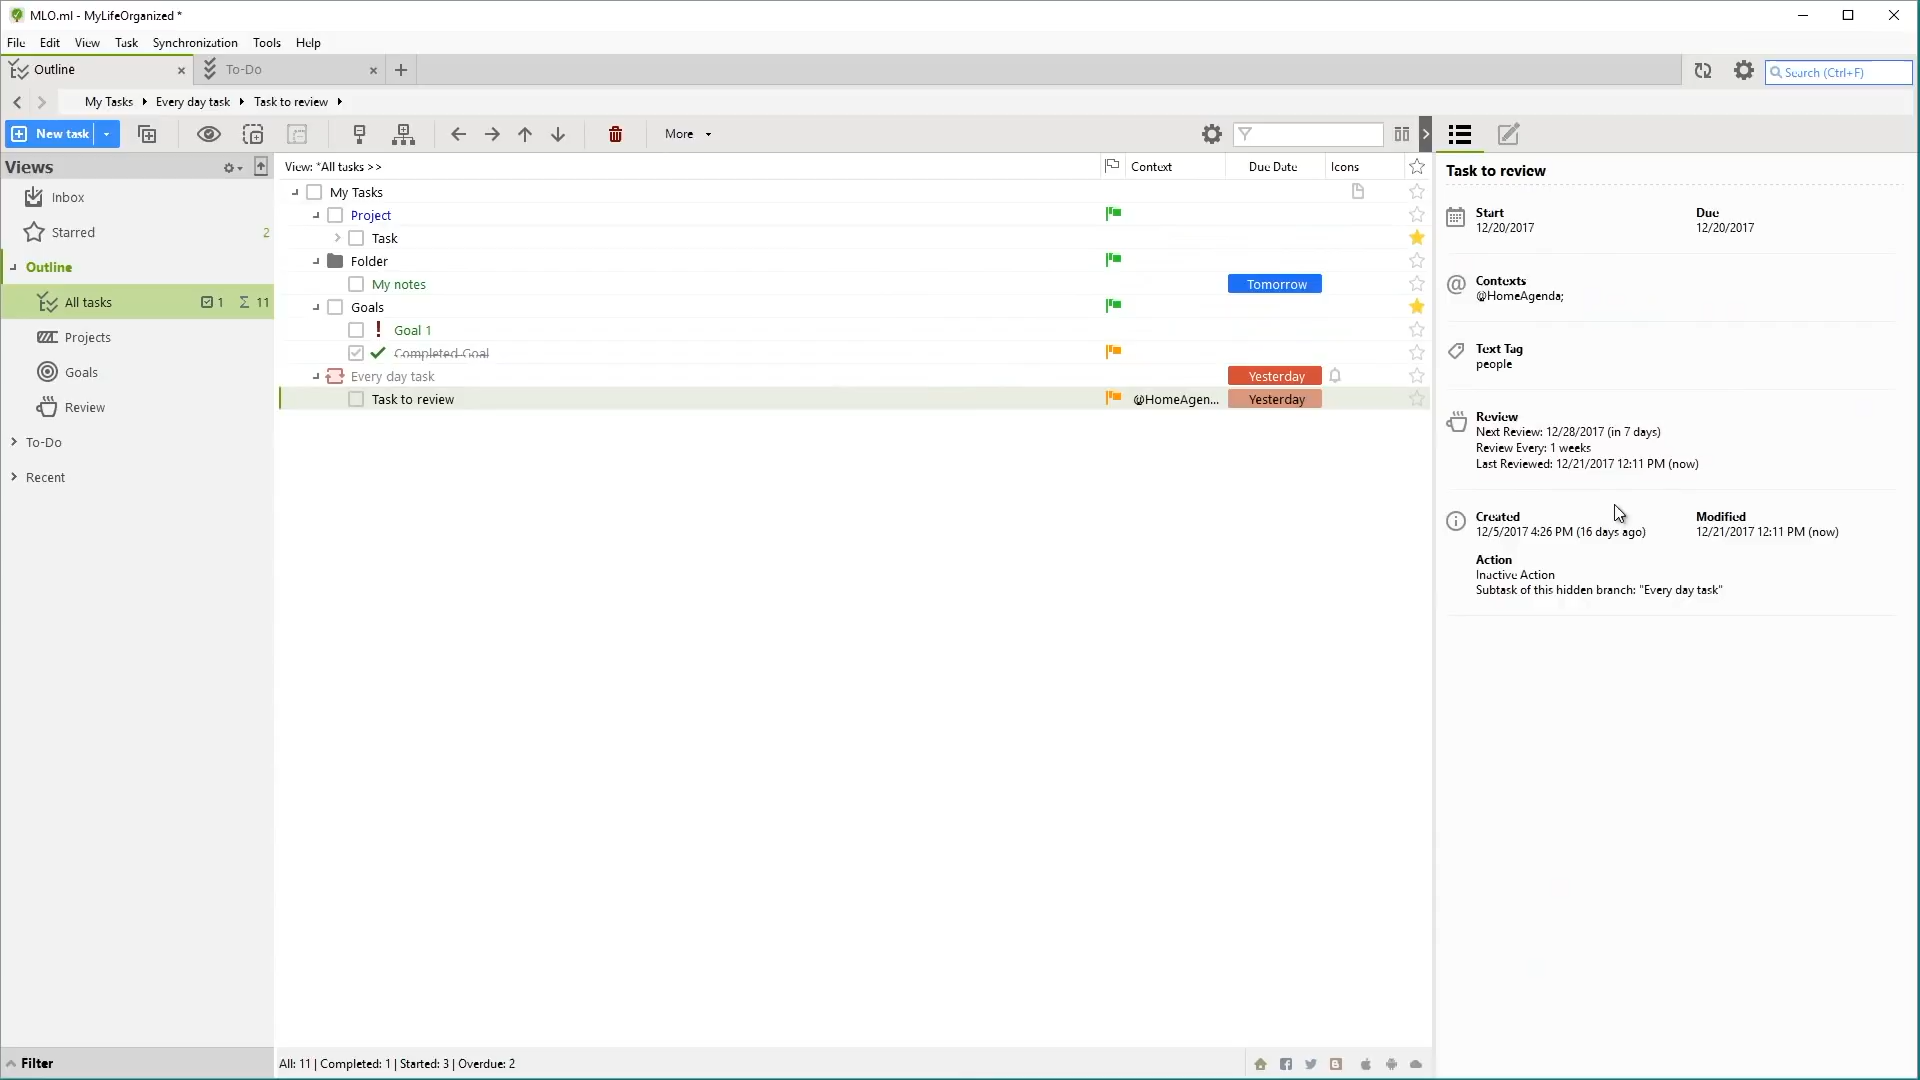 MLO.ml - MyLifeOrganized *
File Edit View Task Synchronization Tools Help
Outline
To-Do
Search (Ctrl+F)
My Tasks Every day task Task to review
New task
More
Views
Inbox
Starred 2
Outline
All tasks 1 Σ 11
Projects
Goals
Review
To-Do
Recent
Filter
View: *All tasks >> Context Due Date Icons
My Tasks
Project
Task
Folder
My notes Tomorrow
Goals
! Goal 1
Completed Goal
Every day task Yesterday
Task to review @HomeAgen... Yesterday
All: 11 | Completed: 1 | Started: 3 | Overdue: 2
Task to review
Start Due
12/20/2017 12/20/2017
Contexts
@HomeAgenda;
Text Tag
people
Review
Next Review: 12/28/2017 (in 7 days)
Review Every: 1 weeks
Last Reviewed: 12/21/2017 12:11 PM (now)
Created Modified
12/5/2017 4:26 PM (16 days ago) 12/21/2017 12:11 PM (now)
Action
Inactive Action
Subtask of this hidden branch: "Every day task"